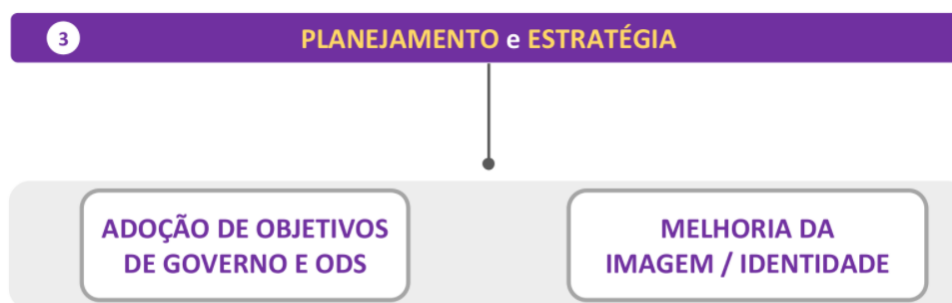 3
PLANEJAMENTO e ESTRATÉGIA
ADOÇÃO DE OBJETIVOS
DE GOVERNO E ODS
MELHORIA DA
IMAGEM / IDENTIDADE